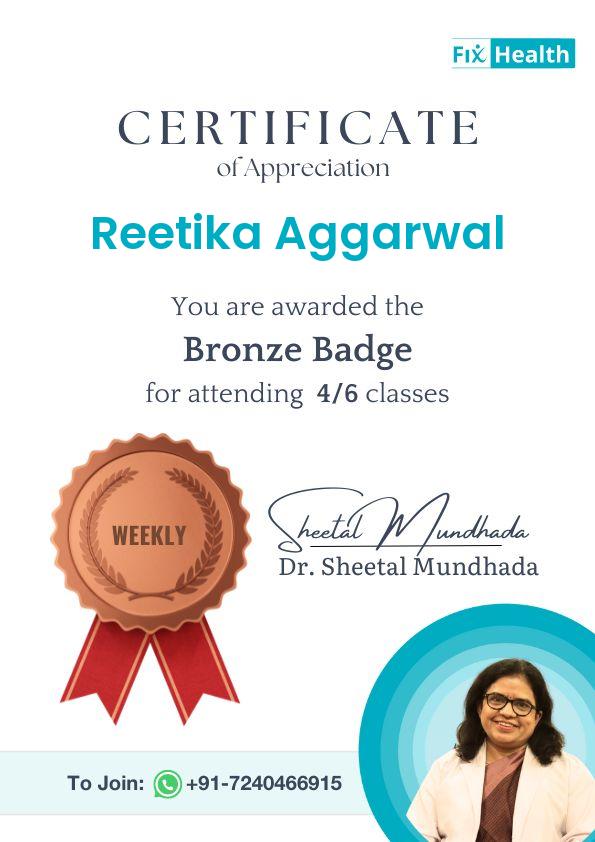 Fix Health
CERTIFICATE
of Appreciation
Reetika Aggarwal
You are awarded the
Bronze Badge
for attending 4/6 classes
WEEKLY
Sheetal Mundhada
Dr. Sheetal Mundhada
To Join: +91-7240466915